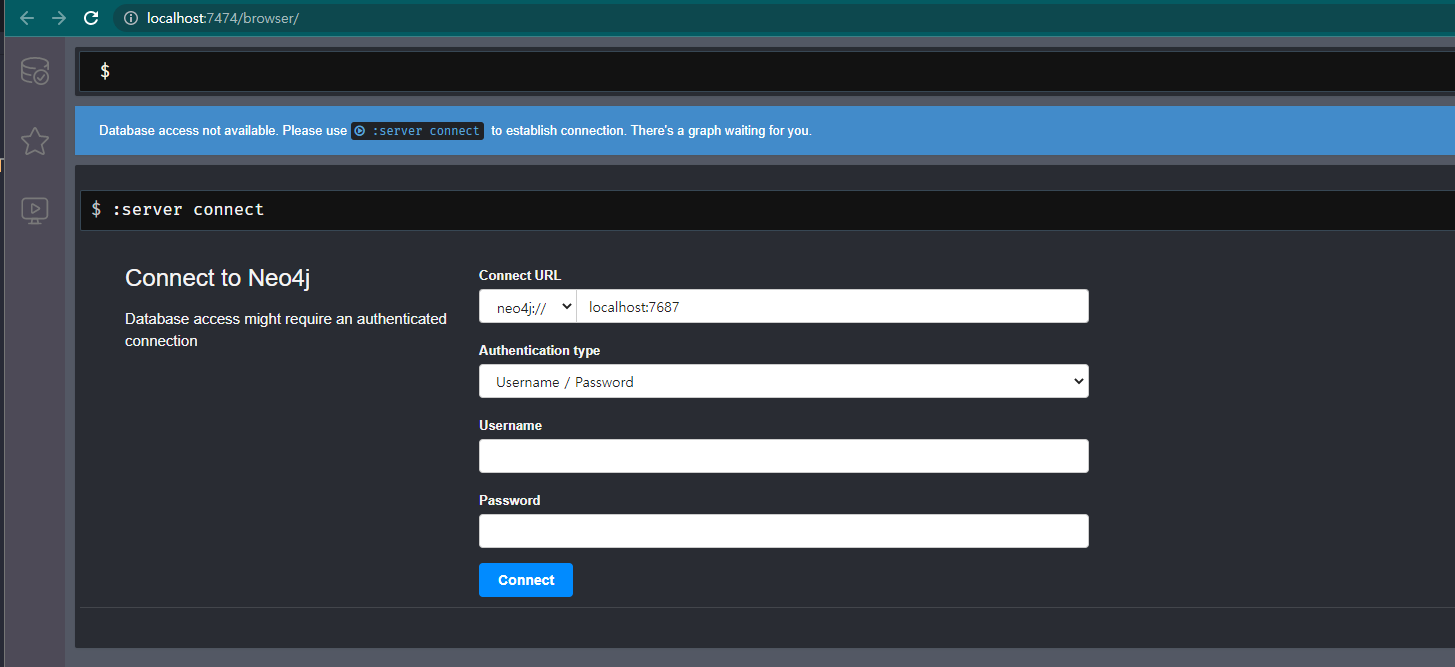 localhost:7474/browser/
$
Database access not available. Please use :server connect to establish connection. There's a graph waiting for you.
$ :server connect
Connect to Neo4j
Database access might require an authenticated
connection
Connect URL
neo4j:// localhost:7687
Authentication type
Username / Password
Username
Password
Connect